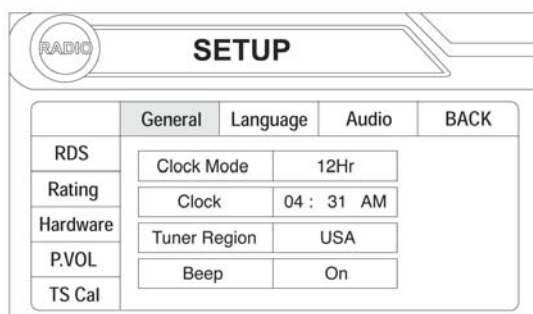 RADIO
SETUP
General Language Audio BACK
RDS
Rating
Hardware
P.VOL
TS Cal
Clock Mode 12Hr
Clock 04 : 31 AM
Tuner Region USA
Beep On